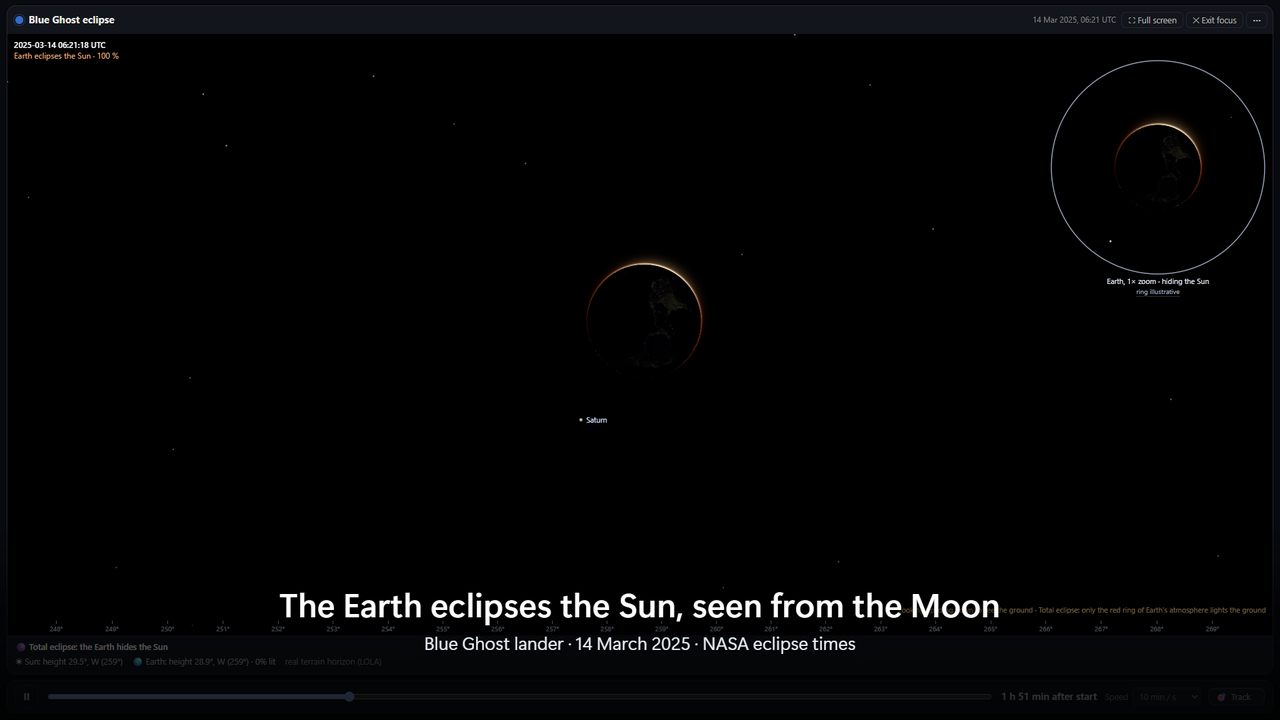 Blue Ghost eclipse
14 Mar 2025, 06:21 UTC
Full screen
Exit focus
2025-03-14 06:21:18 UTC
Earth eclipses the Sun - 100 %
Earth, 1× zoom - hiding the Sun
ring illustrative
Saturn
The Earth eclipses the Sun, seen from the Moon
the ground - Total eclipse: only the red ring of Earth's atmosphere lights the ground
248° 249° 250° 251° 252° 253° 254° 255° 256° 257° 258° 259° 260° 261° 262° 263° 264° 265° 266° 267° 268° 269°
Blue Ghost lander · 14 March 2025 · NASA eclipse times
Total eclipse: the Earth hides the Sun
Sun: height 29.5°, W (259°) Earth: height 28.9°, W (259°) · 0% lit real terrain horizon (LOLA)
1 h 51 min after start Speed 10 min / s Track